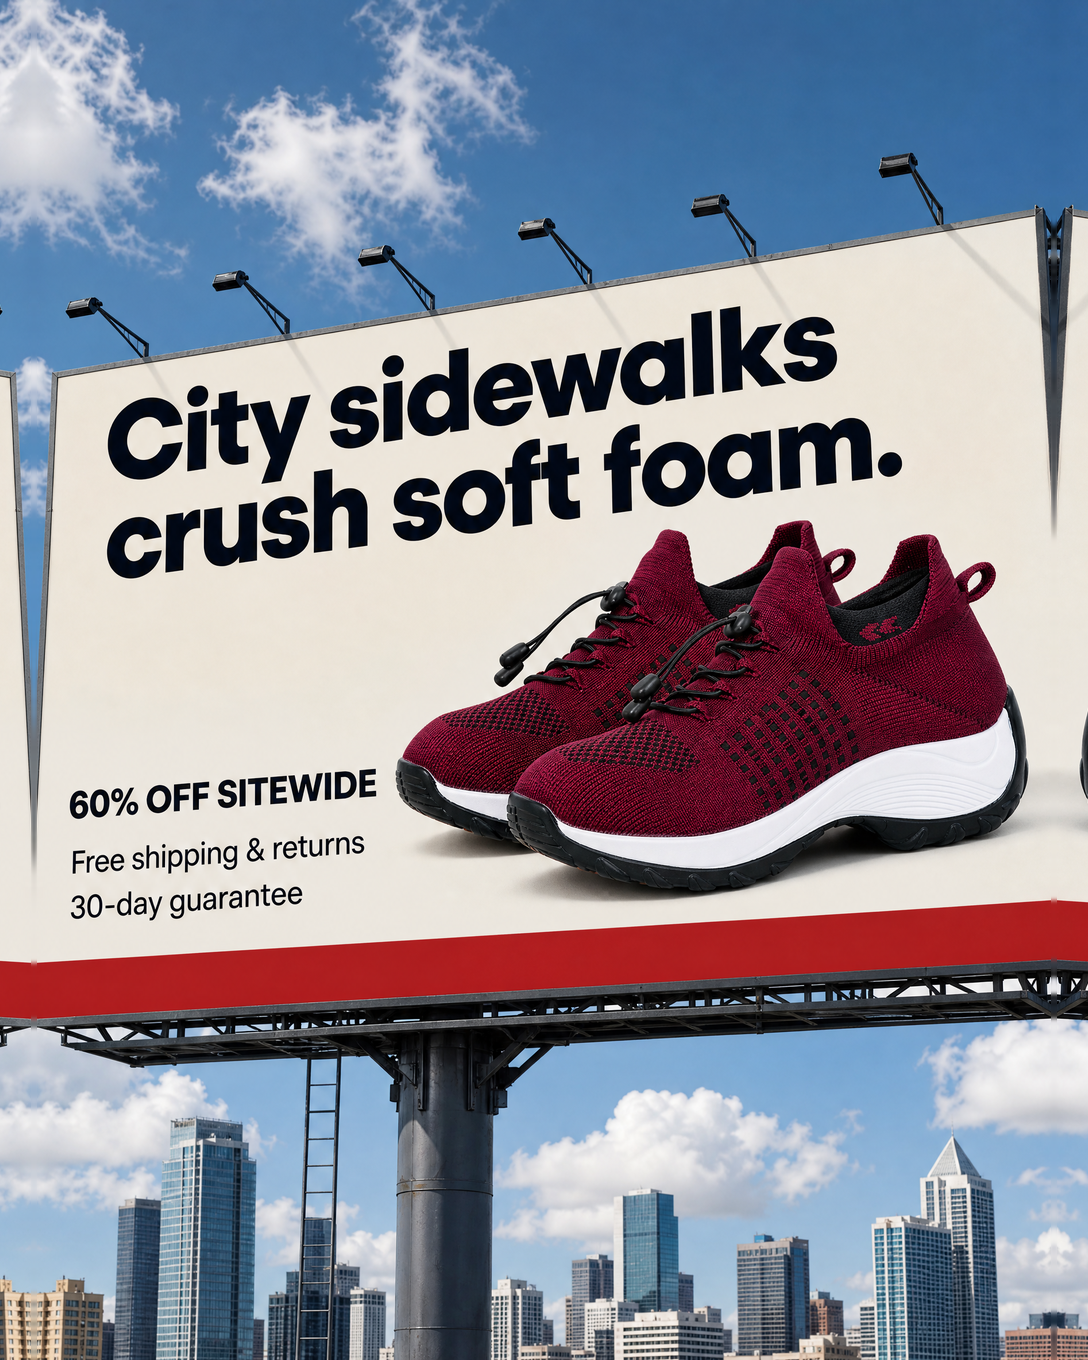 City sidewalks
crush soft foam.
60% OFF SITEWIDE
Free shipping & returns
30-day guarantee